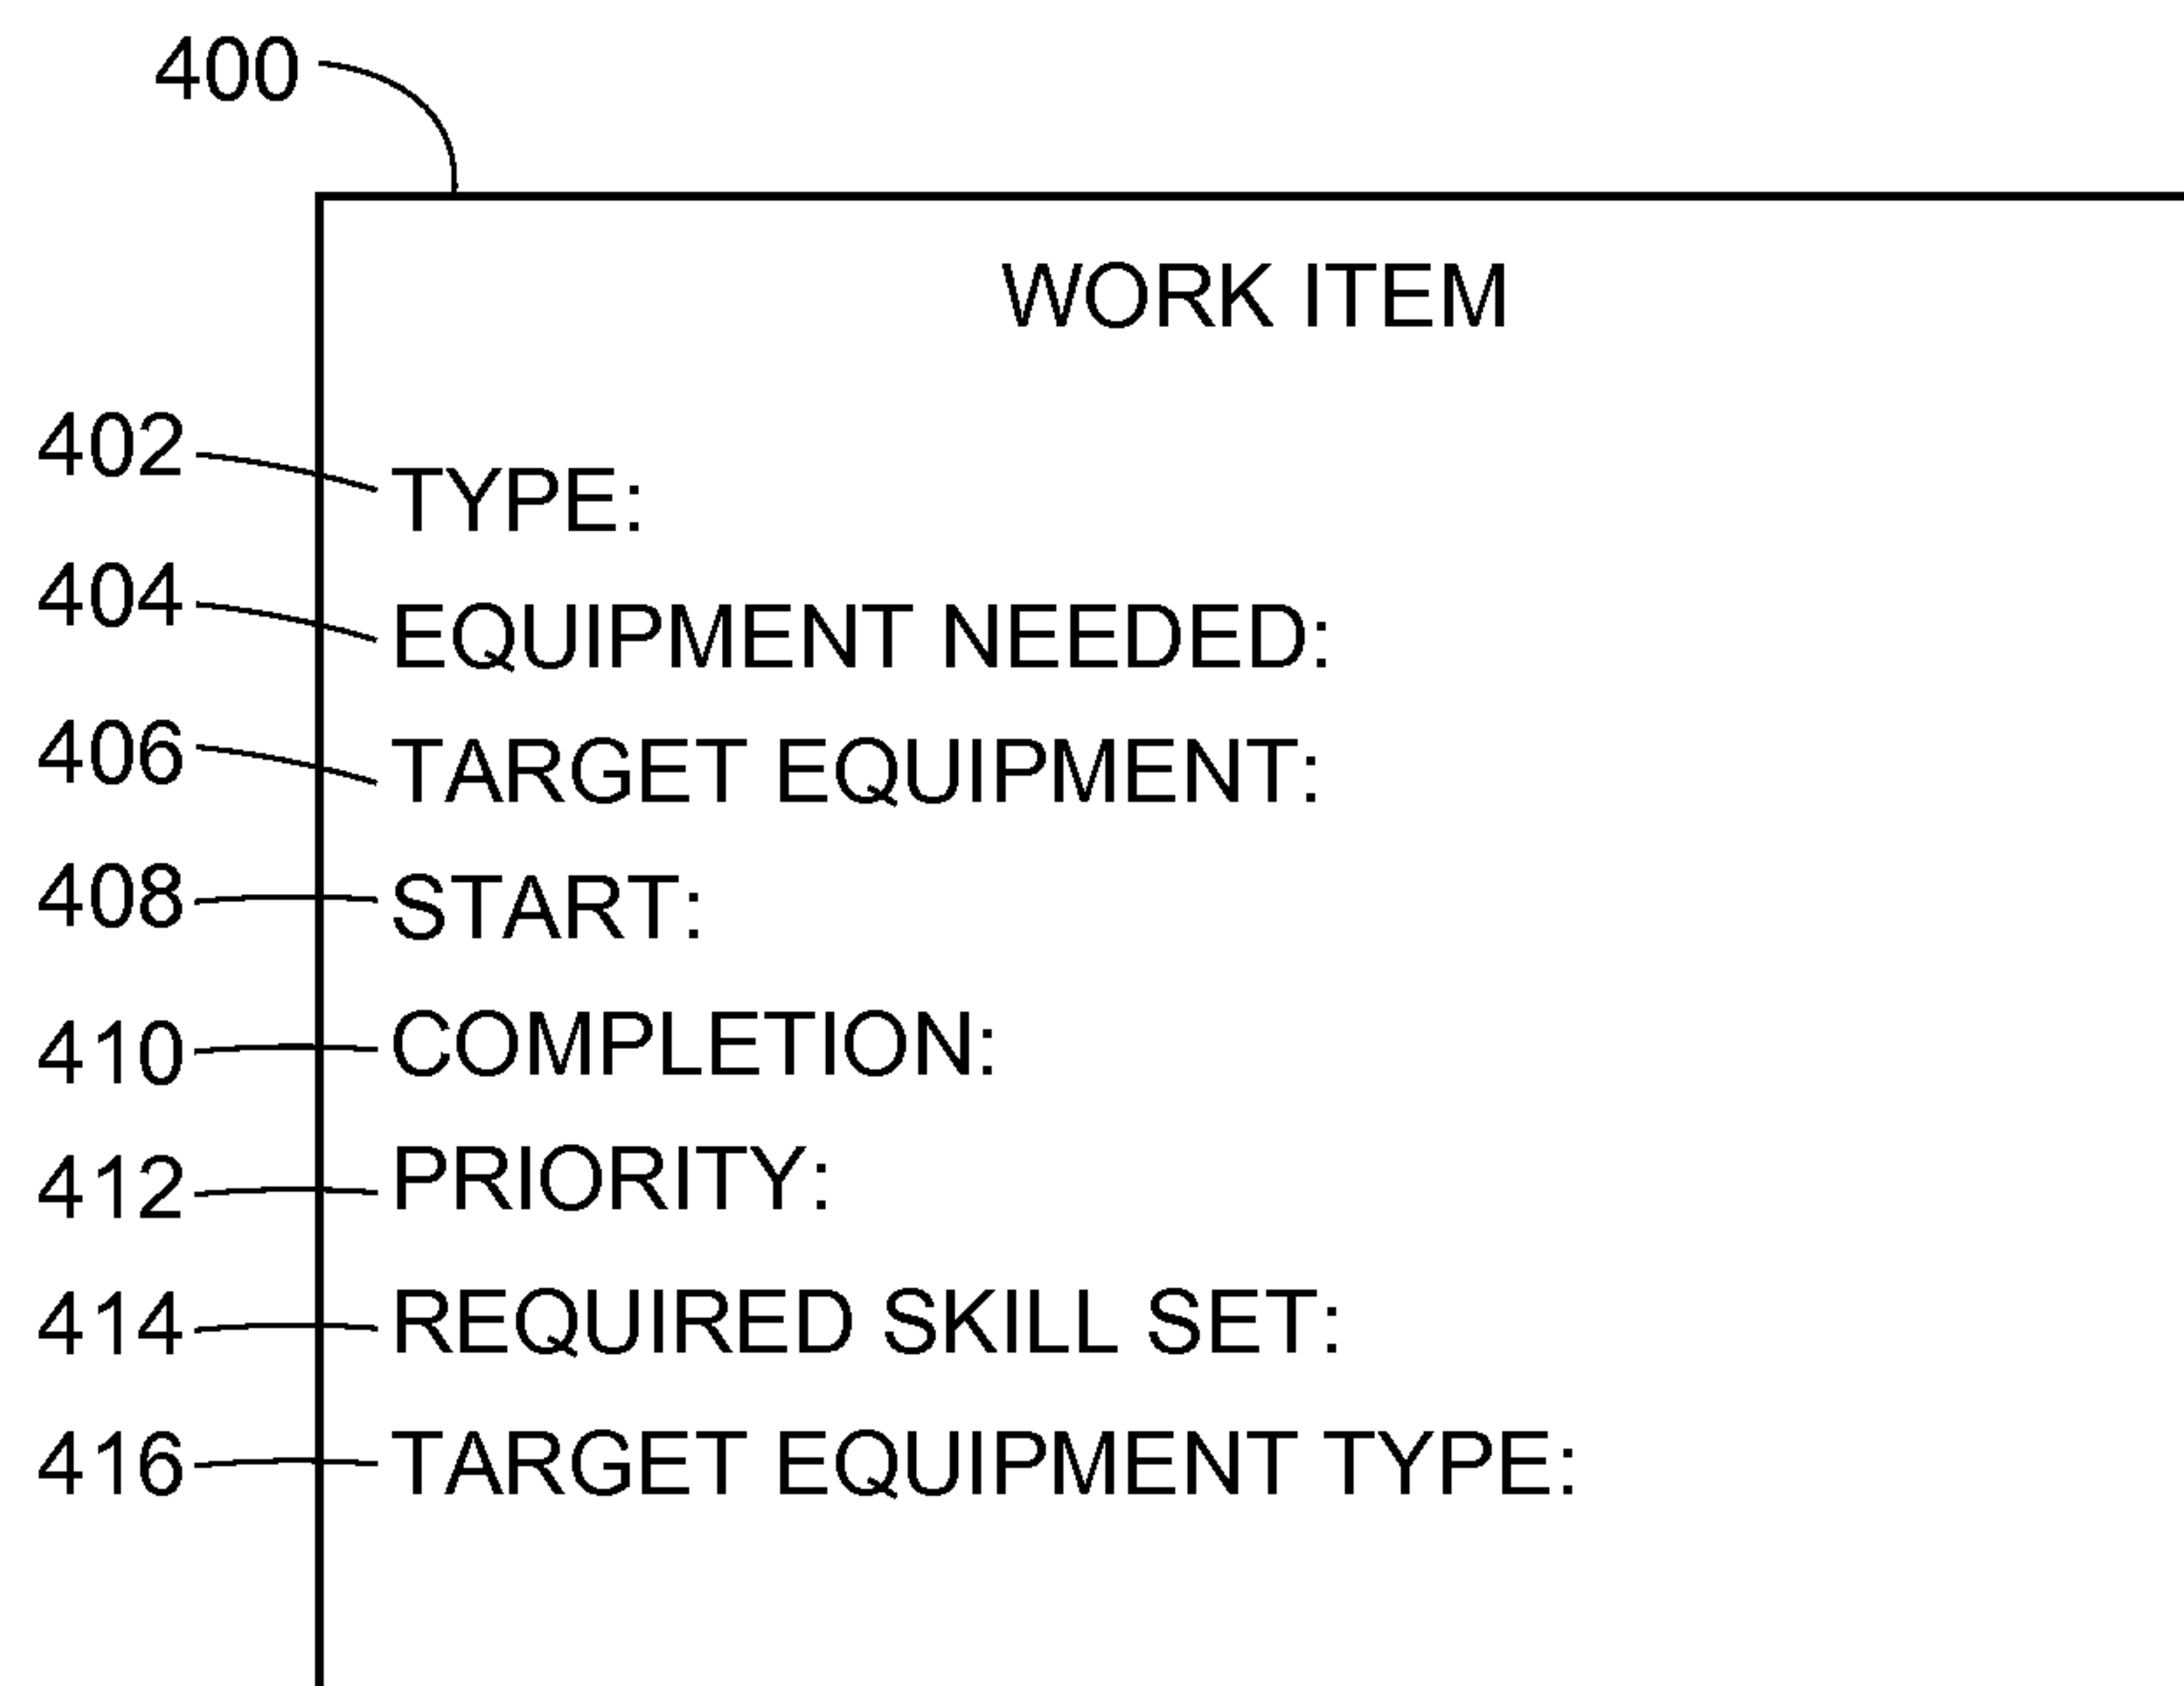 400
WORK ITEM
402 TYPE:
404 EQUIPMENT NEEDED:
406 TARGET EQUIPMENT:
408 START:
410 COMPLETION:
412 PRIORITY:
414 REQUIRED SKILL SET:
416 TARGET EQUIPMENT TYPE: